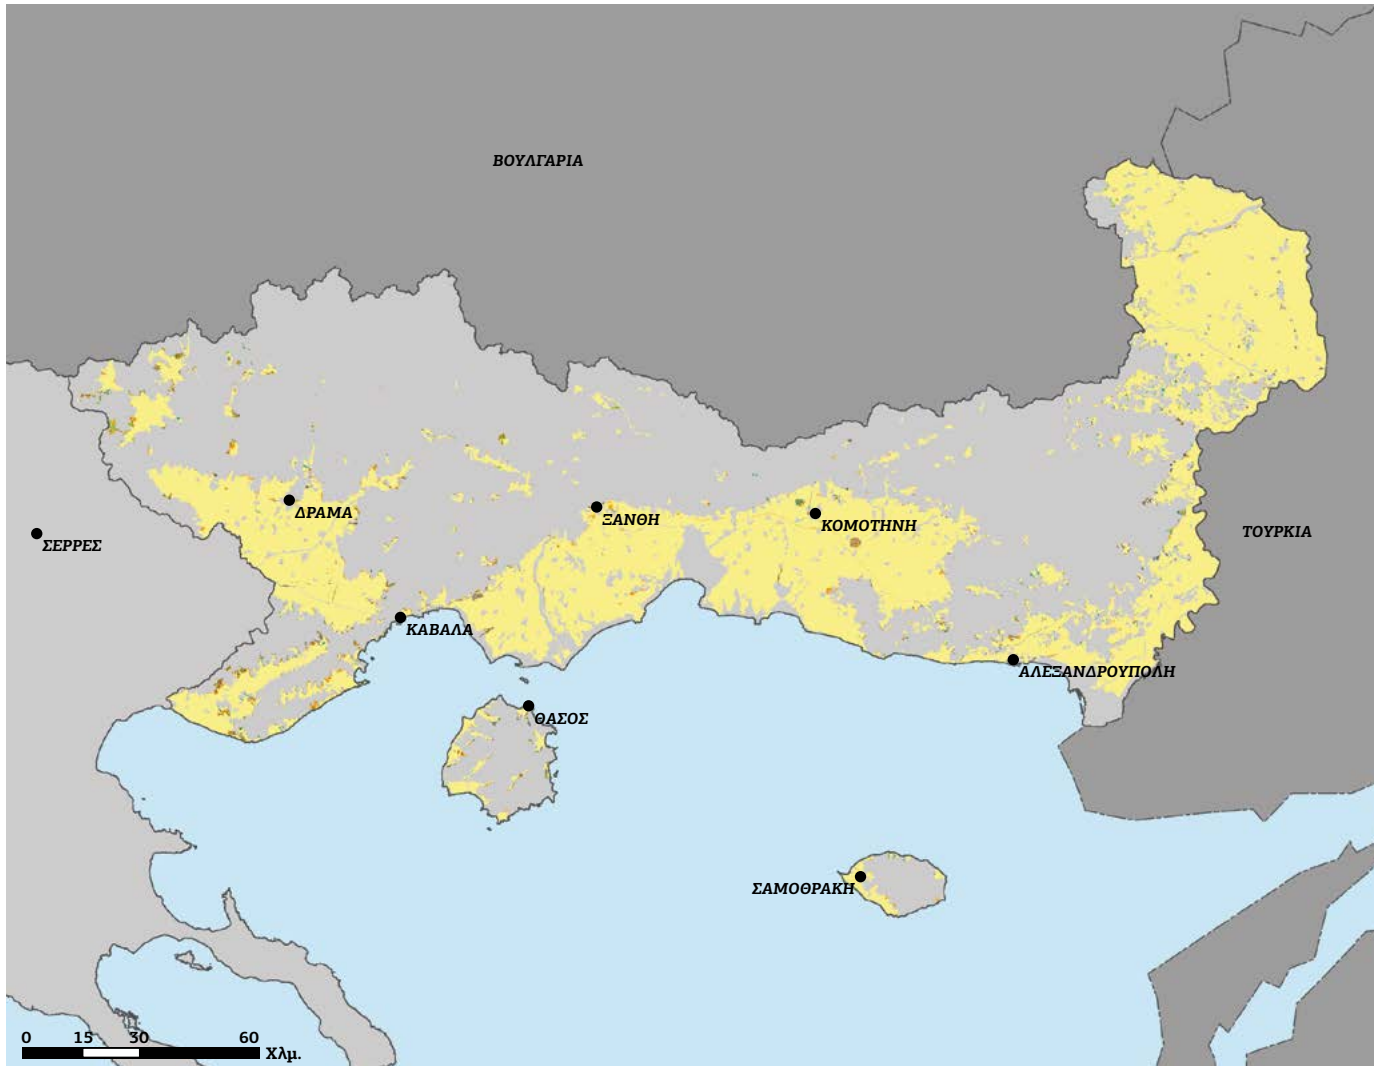 ΒΟΥΛΓΑΡΙΑ
ΔΡΑΜΑ
ΞΑΝΘΗ
ΚΟΜΟΤΗΝΗ
ΤΟΥΡΚΙΑ
ΣΕΡΡΕΣ
ΚΑΒΑΛΑ
ΑΛΕΞΑΝΔΡΟΥΠΟΛΗ
ΘΑΣΟΣ
ΣΑΜΟΘΡΑΚΗ
0 15 30 60
Χλμ.